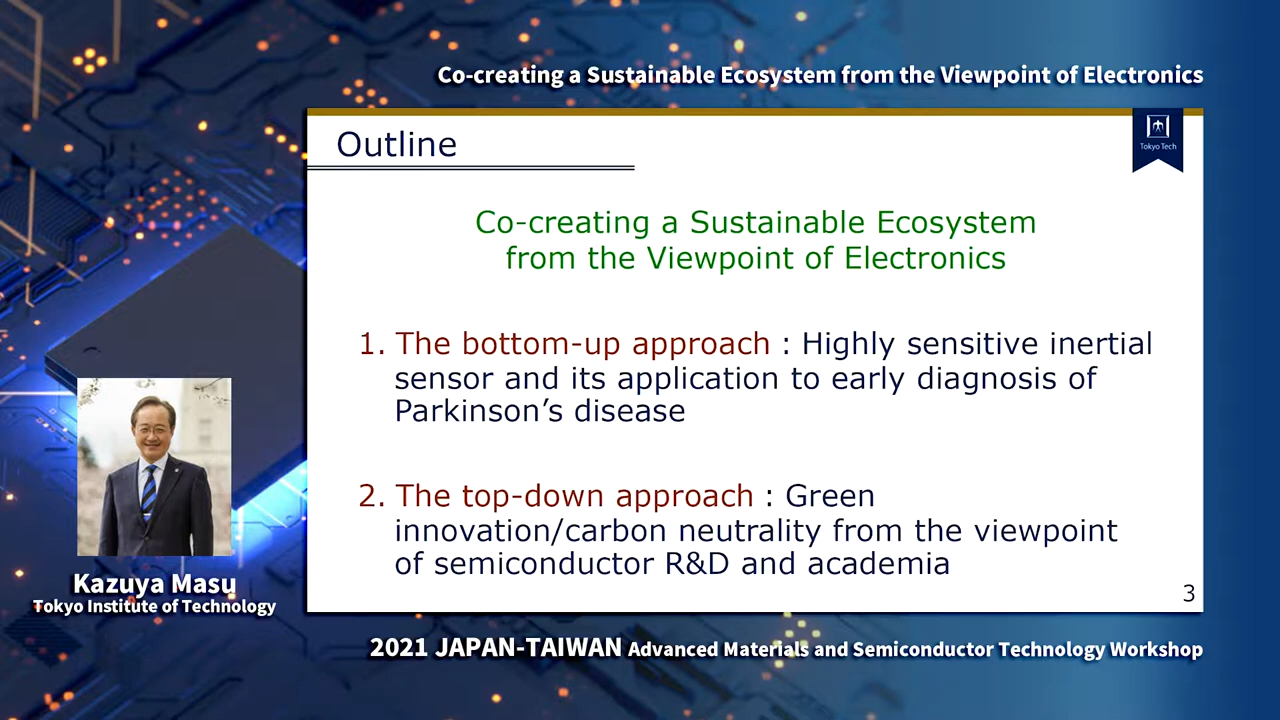 Co-creating a Sustainable Ecosystem from the Viewpoint of Electronics
Outline
Tokyo Tech
Co-creating a Sustainable Ecosystem
from the Viewpoint of Electronics
1. The bottom-up approach : Highly sensitive inertial
sensor and its application to early diagnosis of
Parkinson’s disease
2. The top-down approach : Green
innovation/carbon neutrality from the viewpoint
of semiconductor R&D and academia
3
Kazuya Masu
Tokyo Institute of Technology
2021 JAPAN-TAIWAN Advanced Materials and Semiconductor Technology Workshop